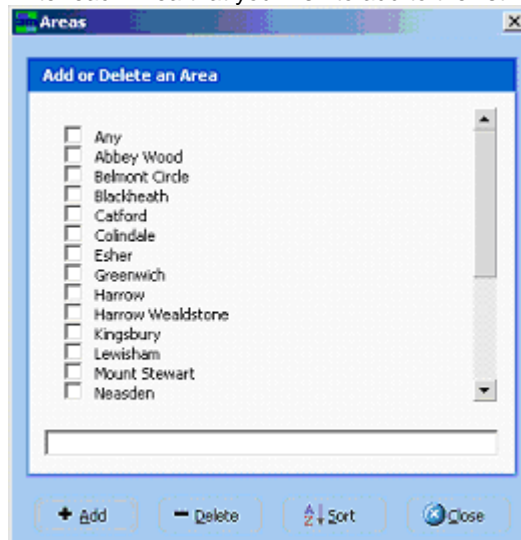 Areas
Add or Delete an Area
Any
Abbey Wood
Belmont Circle
Blackheath
Catford
Colindale
Esher
Greenwich
Harrow
Harrow Wealdstone
Kingsbury
Lewisham
Mount Stewart
Neasden
Add
Delete
Sort
Close